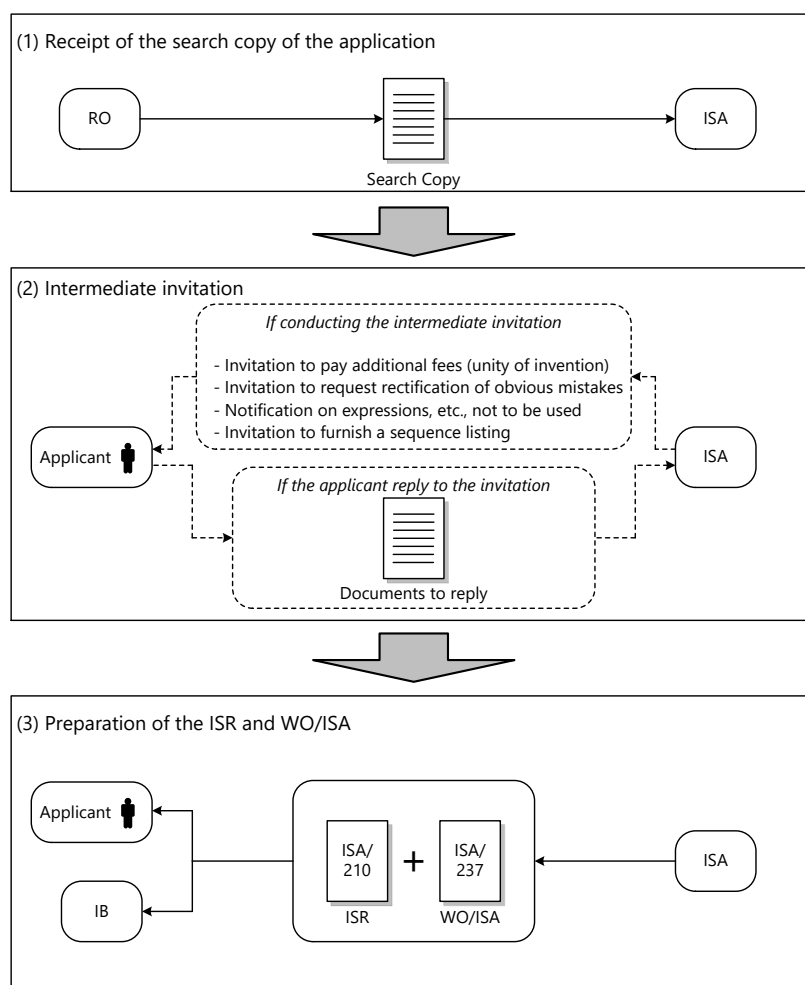 (1) Receipt of the search copy of the application
RO
ISA
Search Copy
(2) Intermediate invitation
If conducting the intermediate invitation
- Invitation to pay additional fees (unity of invention)
- Invitation to request rectification of obvious mistakes
- Notification on expressions, etc., not to be used
- Invitation to furnish a sequence listing
Applicant
ISA
If the applicant reply to the invitation
Documents to reply
(3) Preparation of the ISR and WO/ISA
Applicant
ISA/
210
+
ISA/
237
ISA
IB
ISR
WO/ISA